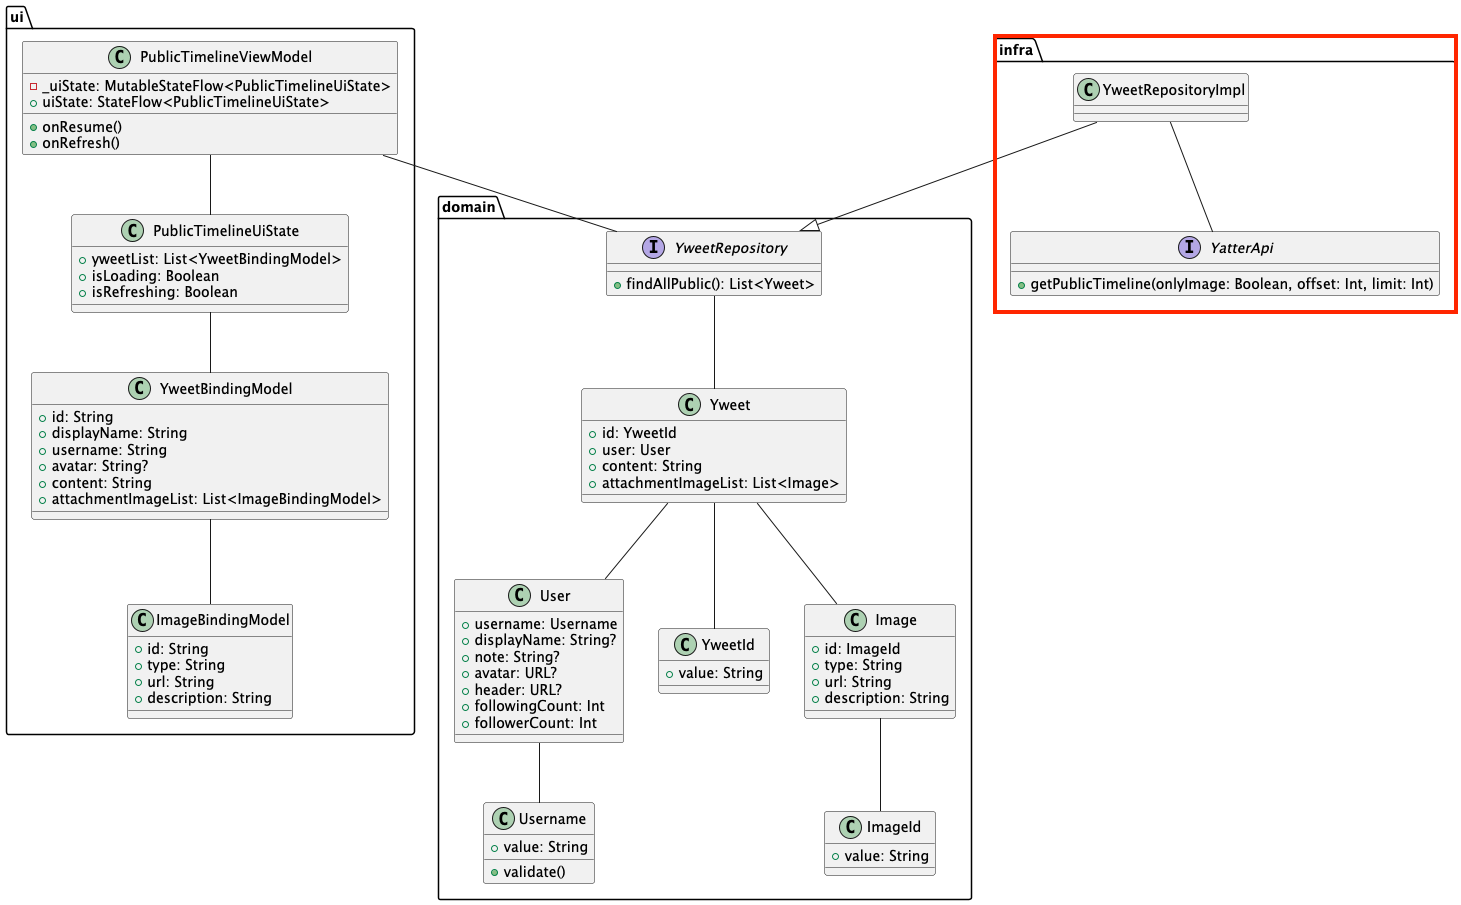 ui
C PublicTimelineViewModel
_uiState: MutableStateFlow<PublicTimelineUiState>
uiState: StateFlow<PublicTimelineUiState>
onResume()
onRefresh()
C PublicTimelineUiState
yweetList: List<YweetBindingModel>
isLoading: Boolean
isRefreshing: Boolean
C YweetBindingModel
id: String
displayName: String
username: String
avatar: String?
content: String
attachmentImageList: List<ImageBindingModel>
C ImageBindingModel
id: String
type: String
url: String
description: String
domain
I YweetRepository
findAllPublic(): List<Yweet>
C Yweet
id: YweetId
user: User
content: String
attachmentImageList: List<Image>
C User
username: Username
displayName: String?
note: String?
avatar: URL?
header: URL?
followingCount: Int
followerCount: Int
C YweetId
value: String
C Image
id: ImageId
type: String
url: String
description: String
C Username
value: String
validate()
C ImageId
value: String
infra
C YweetRepositoryImpl
I YatterApi
getPublicTimeline(onlyImage: Boolean, offset: Int, limit: Int)